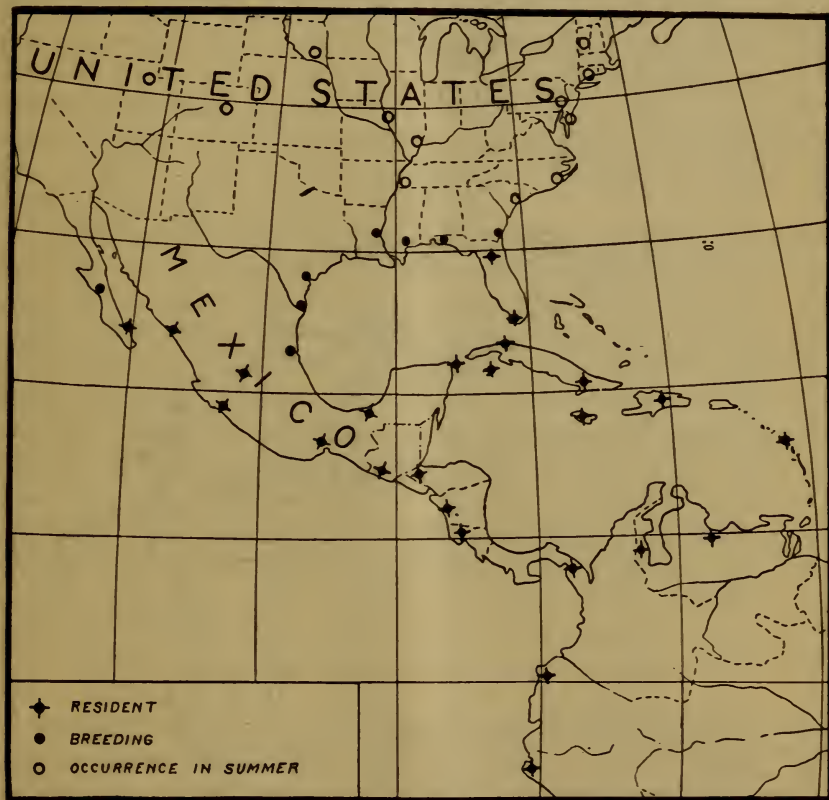 UNITED STATES
MEXICO
RESIDENT
BREEDING
OCCURRENCE IN SUMMER